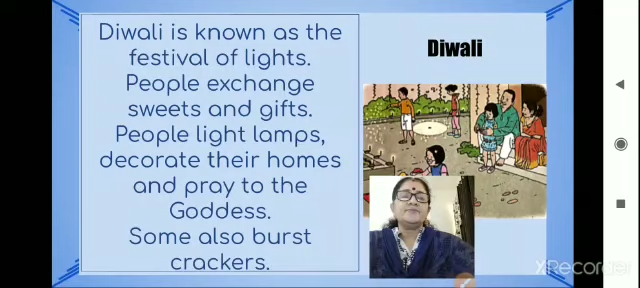 Diwali is known as the
festival of lights.
People exchange
sweets and gifts.
People light lamps,
decorate their homes
and pray to the
Goddess.
Some also burst
crackers.
Diwali
XRecorder